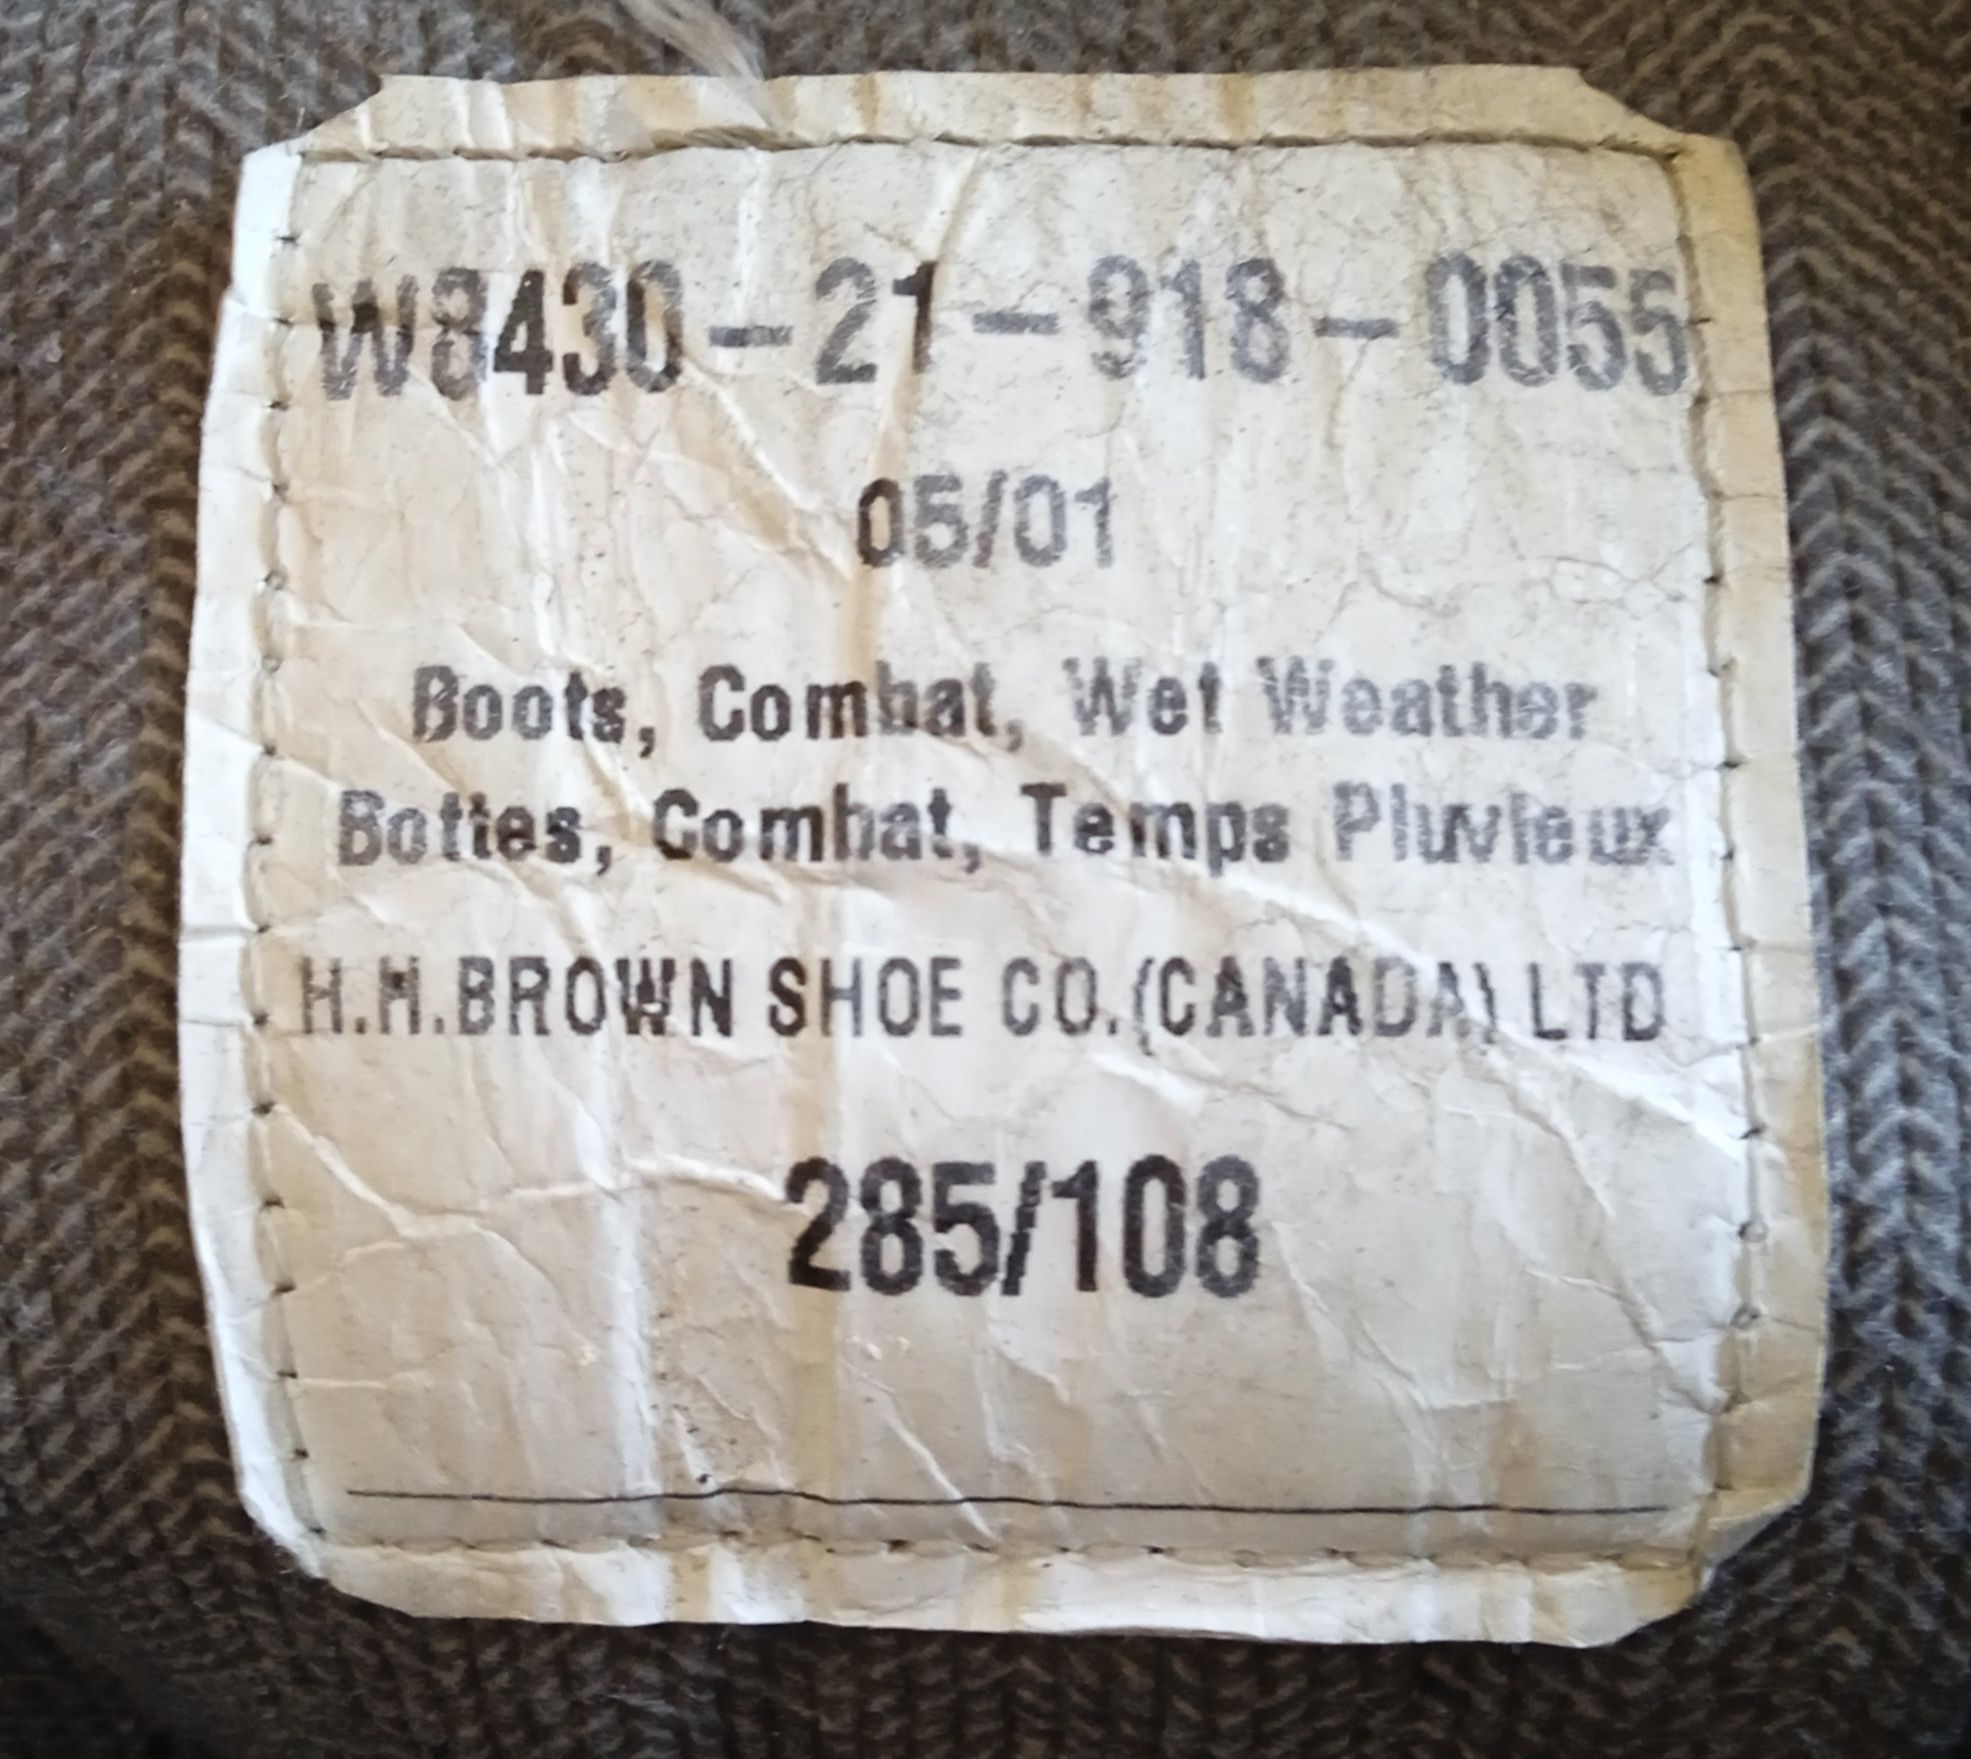 W8430-21-918-0055
05/01
Boots, Combat, Wet Weather
Bottes, Combat, Temps Pluvieux
H.H.BROWN SHOE CO.(CANADA) LTD
285/108